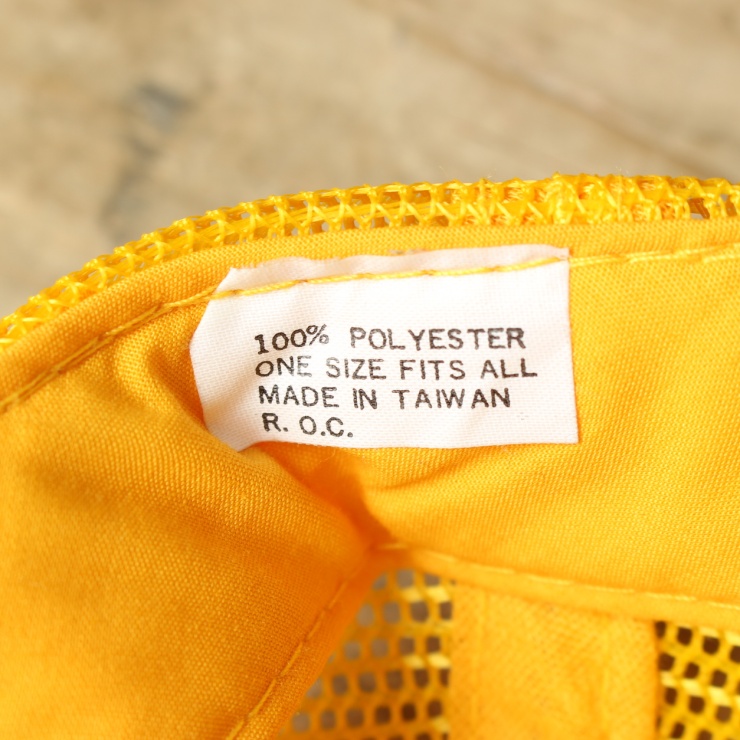 100% POLYESTER
ONE SIZE FITS ALL
MADE IN TAIWAN
R. O.C.